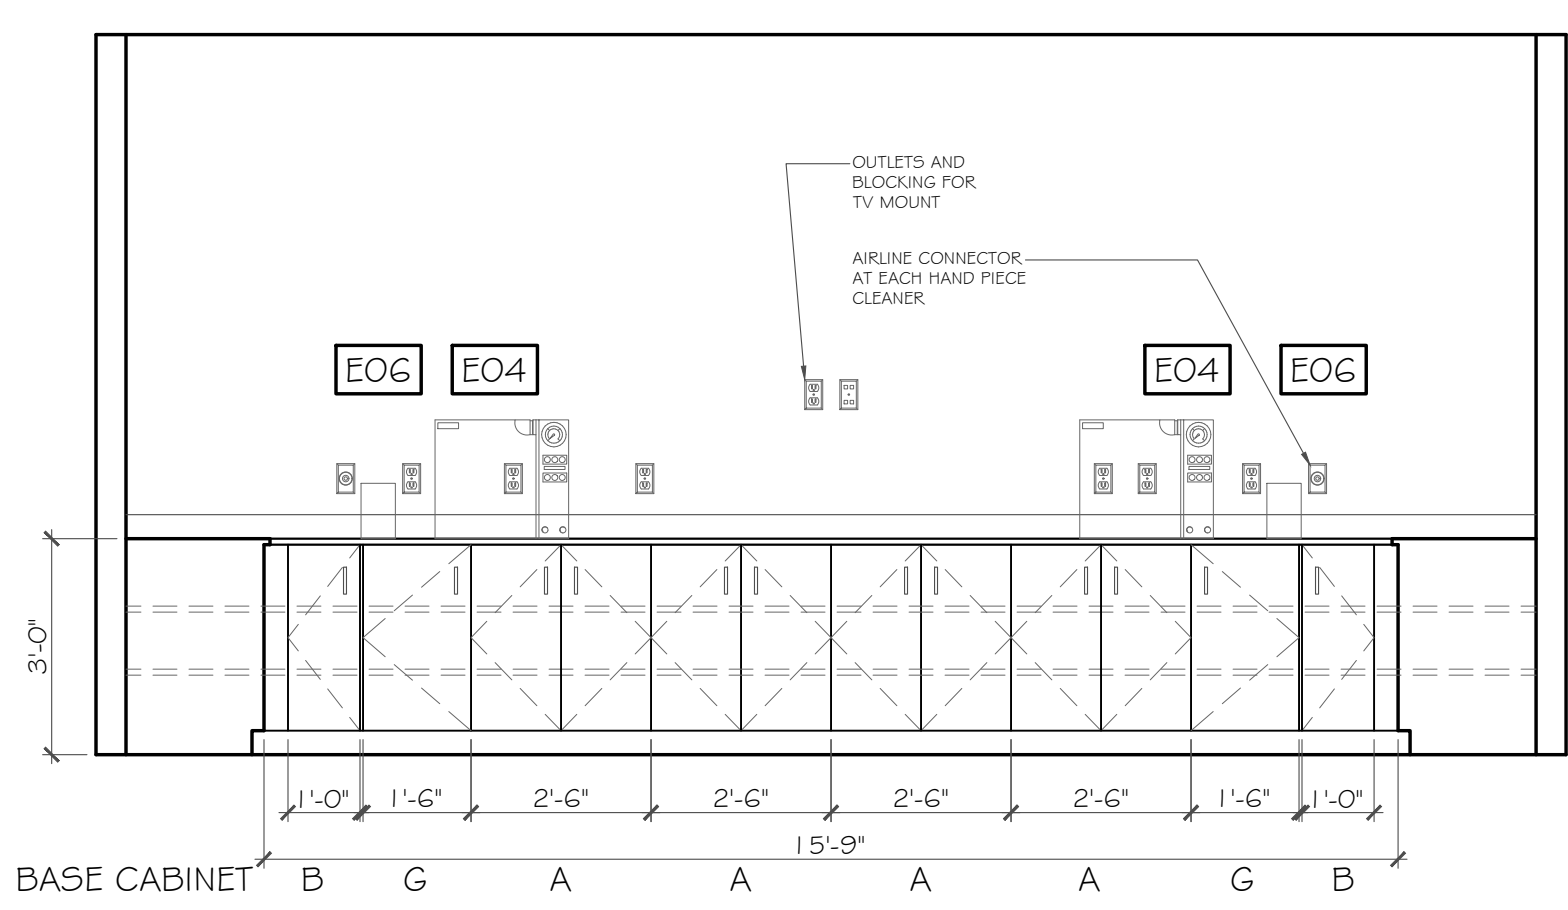 OUTLETS AND
BLOCKING FOR
TV MOUNT
AIRLINE CONNECTOR
AT EACH HAND PIECE
CLEANER
E06 E04 E04 E06
3'-0"
1'-0" 1'-6" 2'-6" 2'-6" 2'-6" 2'-6" 1'-6" 1'-0"
15'-9"
BASE CABINET B G A A A A G B